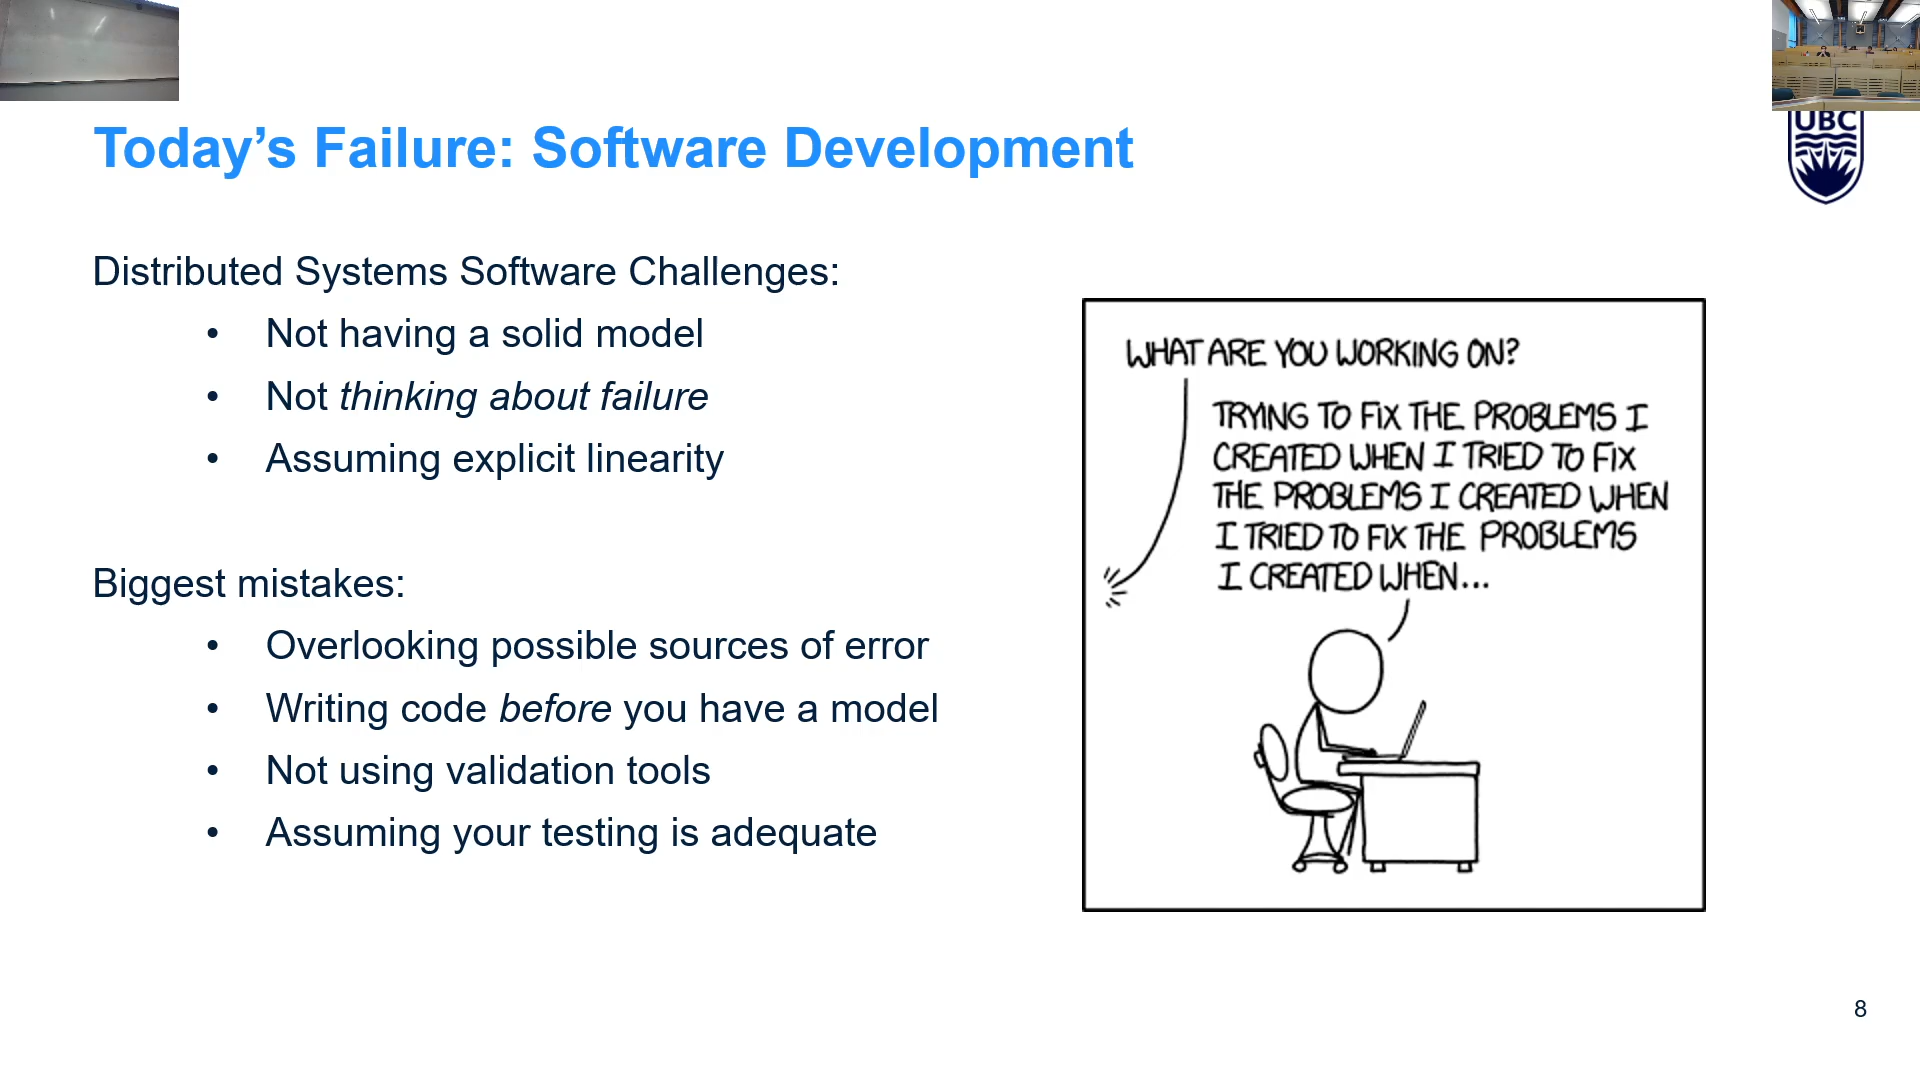 UBC
Today’s Failure: Software Development
Distributed Systems Software Challenges:
• Not having a solid model
• Not thinking about failure
• Assuming explicit linearity
Biggest mistakes:
• Overlooking possible sources of error
• Writing code before you have a model
• Not using validation tools
• Assuming your testing is adequate
WHAT ARE YOU WORKING ON?
TRYING TO FIX THE PROBLEMS I
CREATED WHEN I TRIED TO FIX
THE PROBLEMS I CREATED WHEN
I TRIED TO FIX THE PROBLEMS
I CREATED WHEN...
8